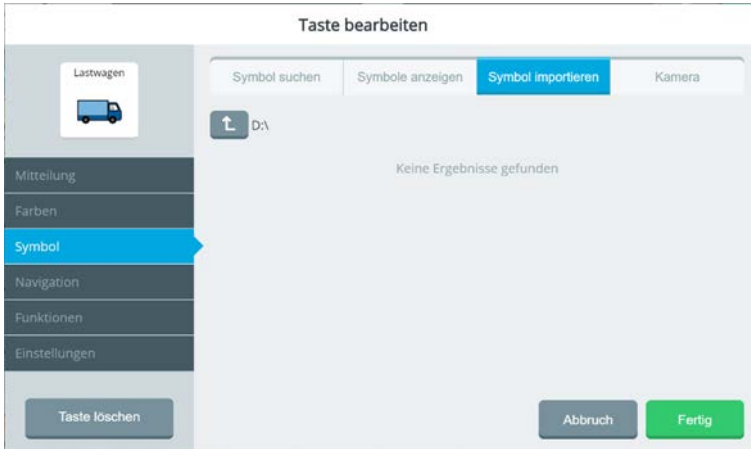 Taste bearbeiten
Lastwagen
Symbol suchen
Symbole anzeigen
Symbol importieren
Kamera
D:\
Keine Ergebnisse gefunden
Mitteilung
Farben
Symbol
Navigation
Funktionen
Einstellungen
Taste löschen
Abbruch
Fertig